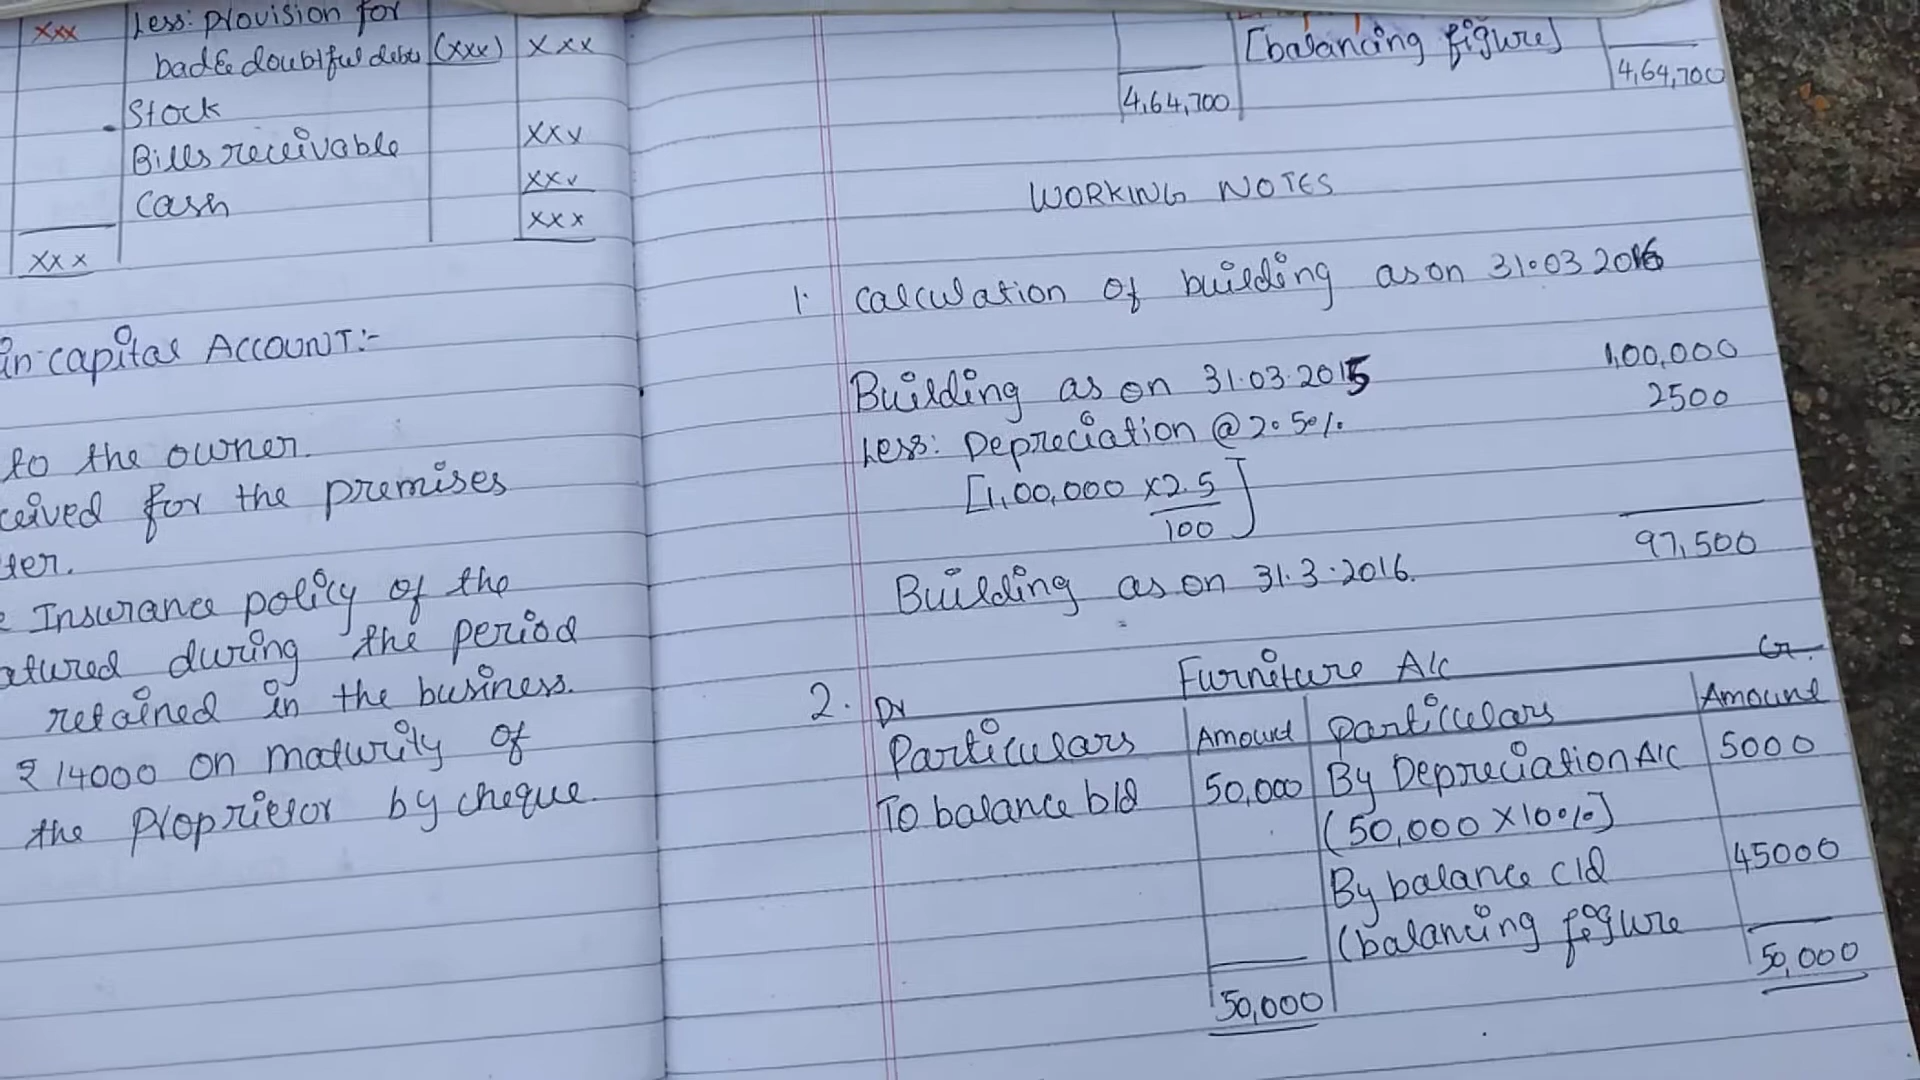 xxx Less: provision for
bad & doubtful debts (xxx) xxx
Stock
Bills receivable xxx
Cash xxv
xxx
xxx
in capital ACCOUNT:-
to the owner.
ceived for the premises
ter.
Insurance policy of the
atured during the period
retained in the business.
₹ 14000 on maturity of
the Proprietor by cheque.
[balancing figure]
4,64,700 4,64,700
WORKING NOTES
1. Calculation of building as on 31.03 2016
Building as on 31.03.2015 1,00,000
Less: Depreciation @ 2.5%. 2500
[1,00,000 x 2.5
100 ]
Building as on 31.3.2016. 97,500
2. Dr Furniture A/c Cr.
Particulars Amount Particulars Amount
To balance b/d 50,000 By Depreciation A/c 5000
(50,000 x 10%]
By balance c/d 45000
(balancing figure
50,000 50,000